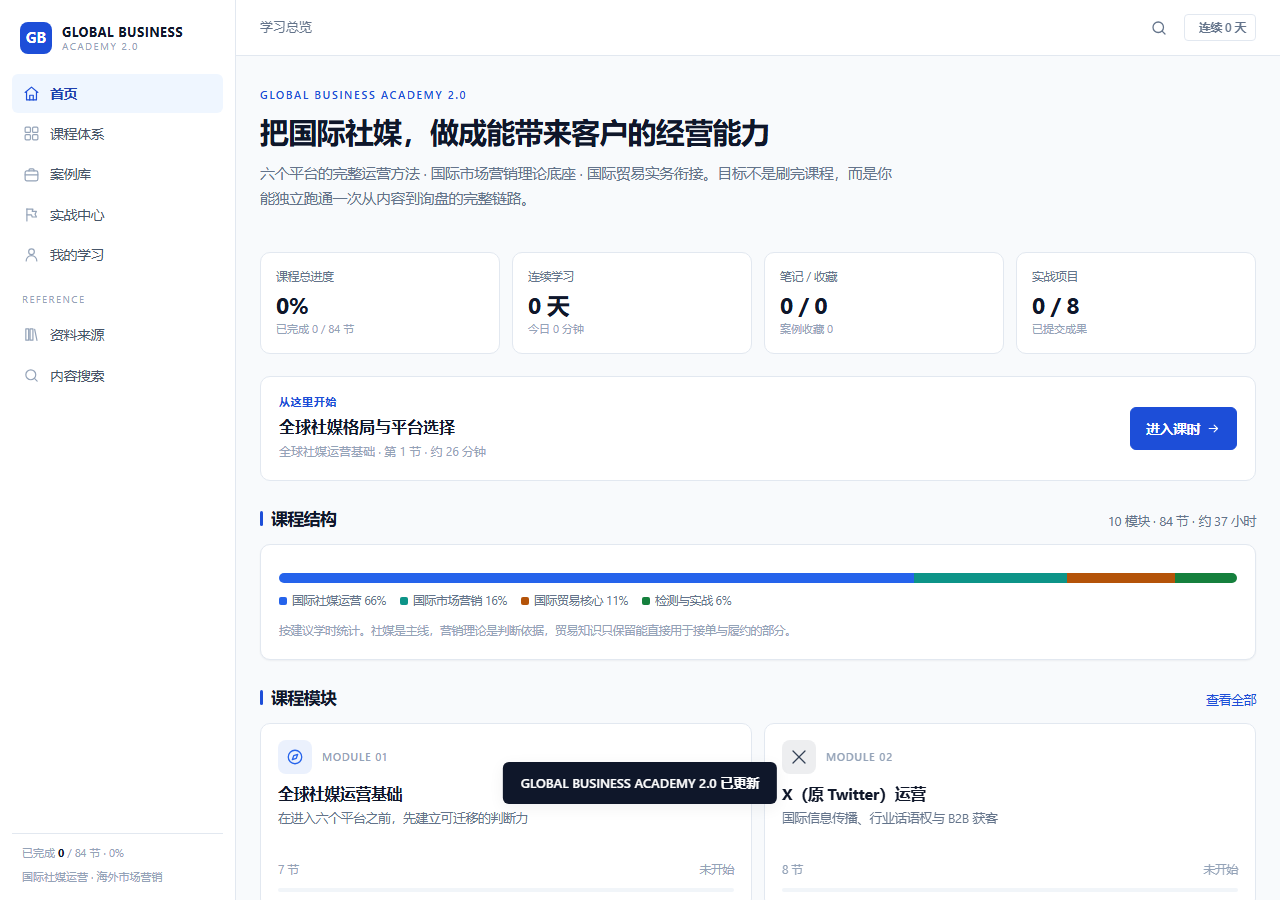 GB
GLOBAL BUSINESS
ACADEMY 2.0
首页
课程体系
案例库
实战中心
我的学习
REFERENCE
资料来源
内容搜索
已完成 0 / 84 节 · 0%
国际社媒运营 · 海外市场营销
学习总览
连续 0 天
GLOBAL BUSINESS ACADEMY 2.0
把国际社媒，做成能带来客户的经营能力
六个平台的完整运营方法 · 国际市场营销理论底座 · 国际贸易实务衔接。目标不是刷完课程，而是你
能独立跑通一次从内容到询盘的完整链路。
课程总进度
0%
已完成 0 / 84 节
连续学习
0 天
今日 0 分钟
笔记 / 收藏
0 / 0
案例收藏 0
实战项目
0 / 8
已提交成果
从这里开始
全球社媒格局与平台选择
全球社媒运营基础 · 第 1 节 · 约 26 分钟
进入课时 →
课程结构
10 模块 · 84 节 · 约 37 小时
国际社媒运营 66% 国际市场营销 16% 国际贸易核心 11% 检测与实战 6%
按建议学时统计。社媒是主线，营销理论是判断依据，贸易知识只保留能直接用于接单与履约的部分。
课程模块
查看全部
MODULE 01
全球社媒运营基础
在进入六个平台之前，先建立可迁移的判断力
7 节
未开始
MODULE 02
X（原 Twitter）运营
国际信息传播、行业话语权与 B2B 获客
8 节
未开始
GLOBAL BUSINESS ACADEMY 2.0 已更新